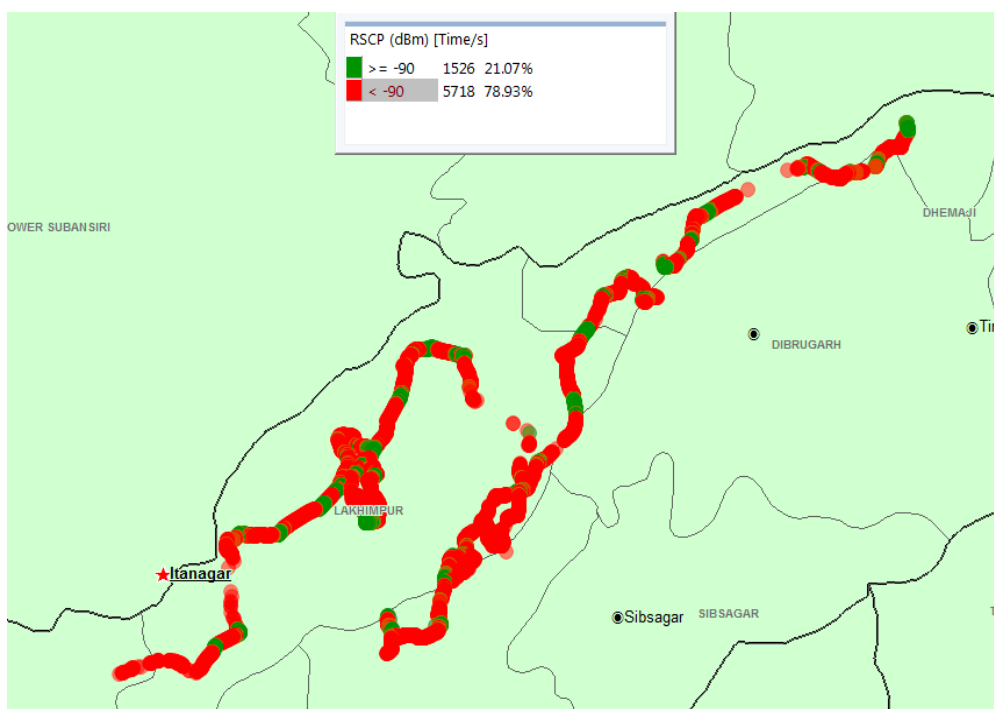 RSCP (dBm) [Time/s]
>= -90 1526 21.07%
< -90 5718 78.93%
OWER SUBANSIRI
DHEMAJI
DIBRUGARH
LAKHIMPUR
Itanagar
Sibsagar
SIBSAGAR